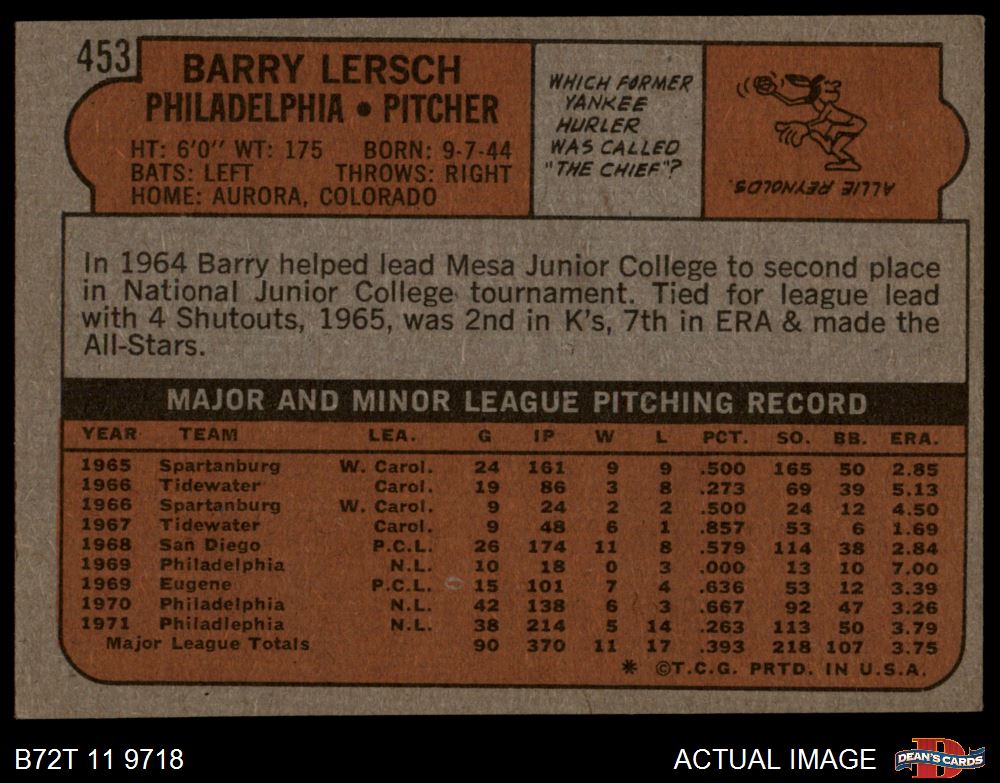 453
BARRY LERSCH
PHILADELPHIA • PITCHER
HT: 6'0" WT: 175 BORN: 9-7-44
BATS: LEFT THROWS: RIGHT
HOME: AURORA, COLORADO
WHICH FORMER
YANKEE
HURLER
WAS CALLED
"THE CHIEF"?
ALLIE REYNOLDS.
In 1964 Barry helped lead Mesa Junior College to second place
in National Junior College tournament. Tied for league lead
with 4 Shutouts, 1965, was 2nd in K's, 7th in ERA & made the
All-Stars.
MAJOR AND MINOR LEAGUE PITCHING RECORD
YEAR TEAM LEA. G IP W L PCT. SO. BB. ERA.
1965 Spartanburg W. Carol. 24 161 9 9 .500 165 50 2.85
1966 Tidewater Carol. 19 86 3 8 .273 69 39 5.13
1966 Spartanburg W. Carol. 9 24 2 2 .500 24 12 4.50
1967 Tidewater Carol. 9 48 6 1 .857 53 6 1.69
1968 San Diego P.C.L. 26 174 11 8 .579 114 38 2.84
1969 Philadelphia N.L. 10 18 0 3 .000 13 10 7.00
1969 Eugene P.C.L. 15 101 7 4 .636 53 12 3.39
1970 Philadelphia N.L. 42 138 6 3 .667 92 47 3.26
1971 Philadlephia N.L. 38 214 5 14 .263 113 50 3.79
Major League Totals 90 370 11 17 .393 218 107 3.75
* ©T.C.G. PRTD. IN U.S.A.
B72T 11 9718
ACTUAL IMAGE
D
DEAN'S CARDS